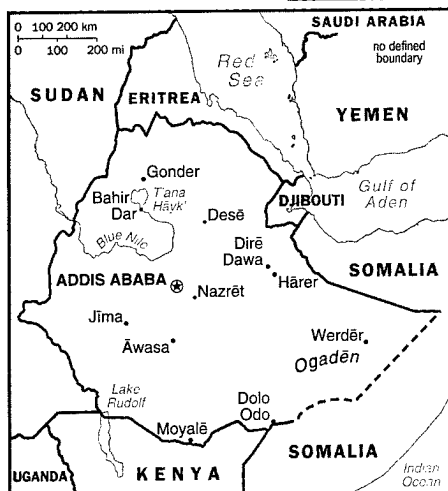 0 100 200 km
0 100 200 mi
SAUDI ARABIA
no defined
boundary
Red
Sea
SUDAN
ERITREA
YEMEN
Gonder
T'ana
Hāyk'
Bahir
Dar
DJIBOUTI
Gulf of
Aden
Desē
Blue Nile
Dirē
Dawa
SOMALIA
ADDIS ABABA
Hārer
Nazrēt
Jīma
Werdēr
Āwasa
Ogadēn
Lake
Rudolf
Dolo
Odo
Moyalē
SOMALIA
UGANDA
KENYA
Indian
Ocean